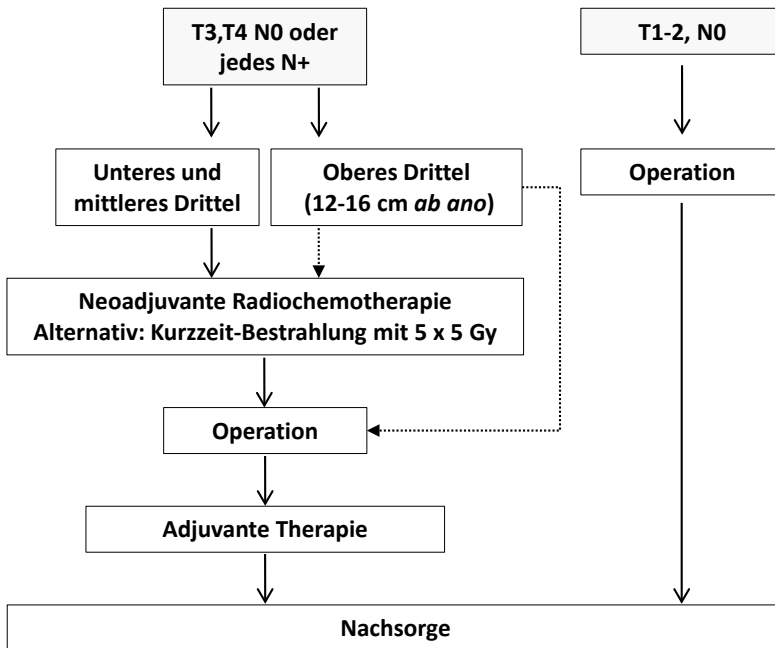 T3,T4 N0 oder
jedes N+
T1-2, N0
Unteres und
mittleres Drittel
Oberes Drittel
(12-16 cm ab ano)
Operation
Neoadjuvante Radiochemotherapie
Alternativ: Kurzzeit-Bestrahlung mit 5 x 5 Gy
Operation
Adjuvante Therapie
Nachsorge